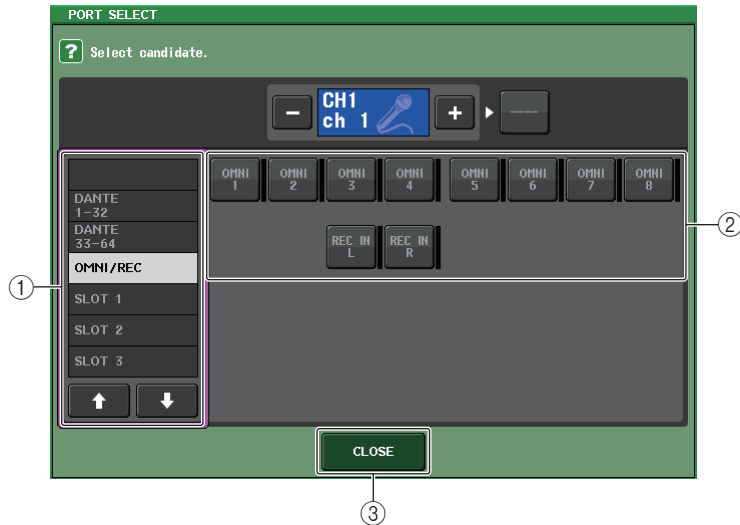 PORT SELECT
? Select candidate.
−
CH1
ch 1
+
----
DANTE
1-32
DANTE
33-64
OMNI/REC
SLOT 1
SLOT 2
SLOT 3
OMNI 1
OMNI 2
OMNI 3
OMNI 4
OMNI 5
OMNI 6
OMNI 7
OMNI 8
REC IN L
REC IN R
CLOSE
1
2
3